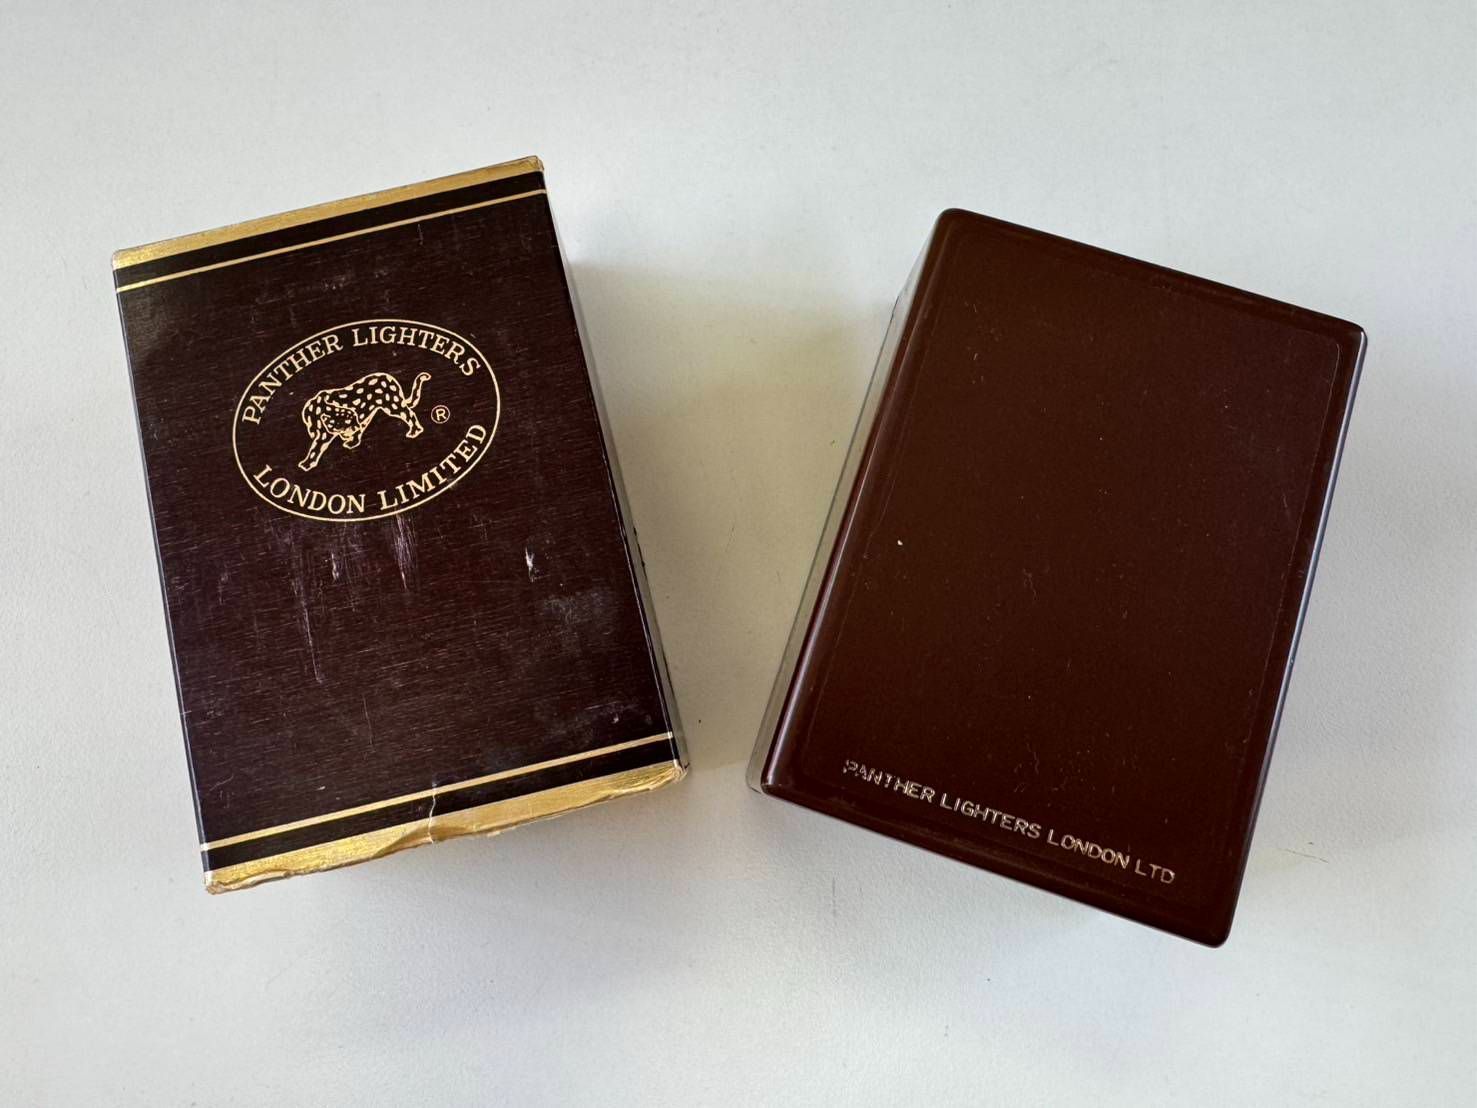 PANTHER LIGHTERS
®
LONDON LIMITED
PANTHER LIGHTERS LONDON LTD